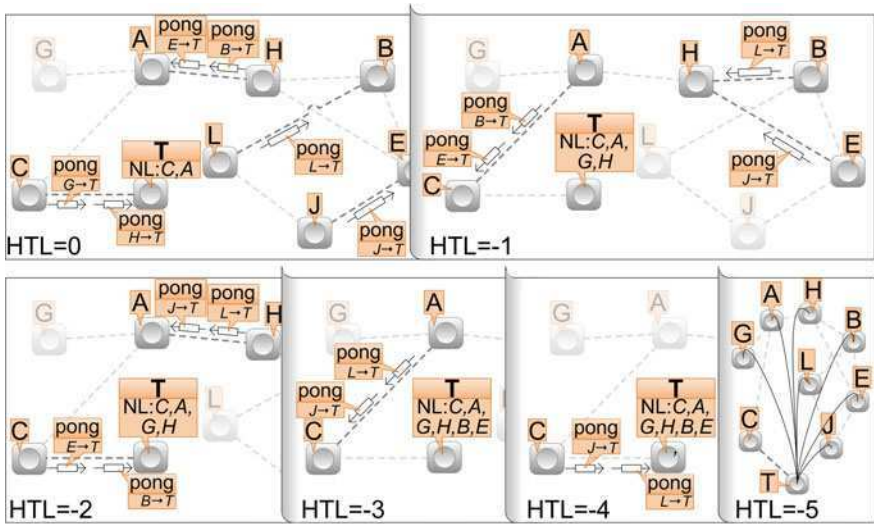 G
A
pong
E→T
pong
B→T
H
B
T
NL:C,A
L
E
C
pong
G→T
pong
L→T
J
pong
H→T
pong
J→T
HTL=0
G
A
H
pong
L→T
B
pong
B→T
T
NL:C,A,
G,H
L
pong
E→T
E
C
pong
J→T
J
HTL=-1
G
A
pong
J→T
pong
L→T
H
T
NL:C,A,
G,H
L
C
pong
E→T
pong
B→T
HTL=-2
G
A
pong
L→T
T
NL:C,A,
G,H,B,E
pong
J→T
C
L
HTL=-3
G
A
T
NL:C,A,
G,H,B,E
C
pong
J→T
,
pong
L→T
L
HTL=-4
A
H
G
B
L
E
C
J
T
HTL=-5